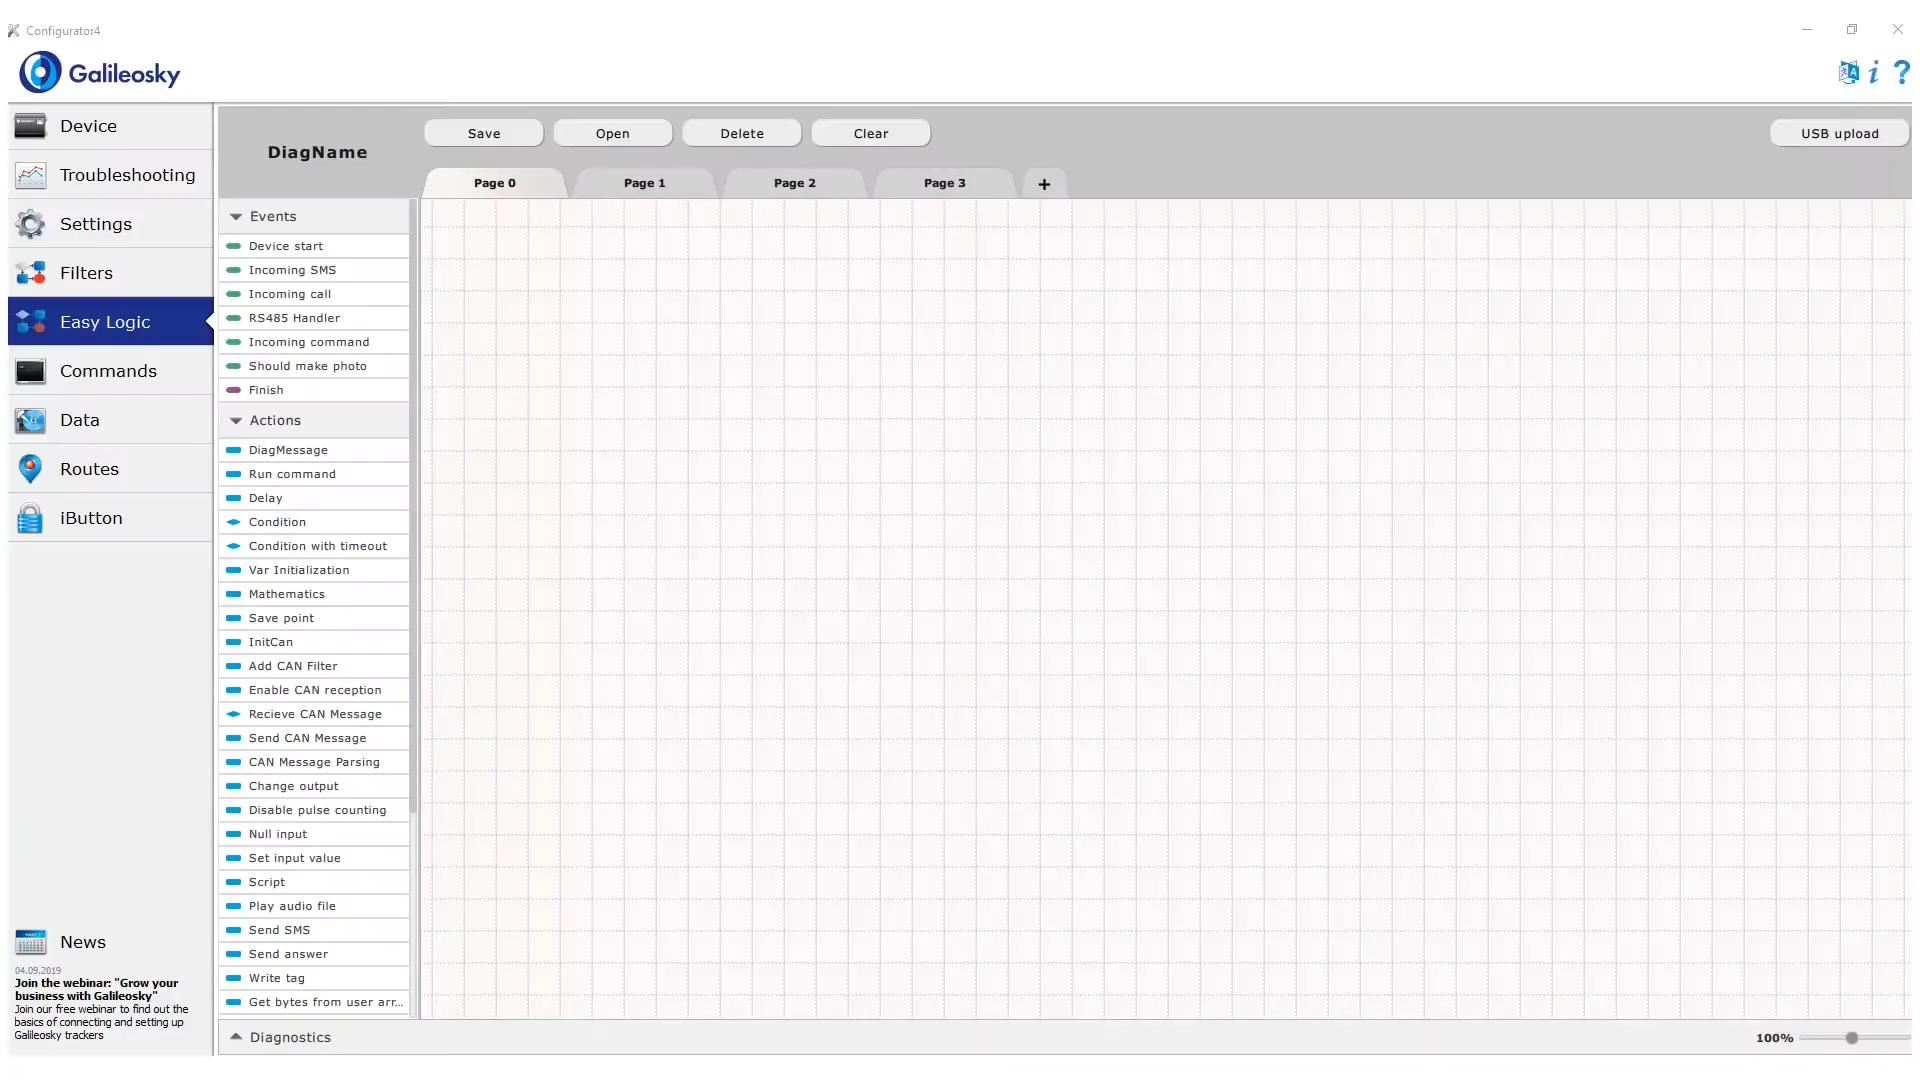 Configurator4
Galileosky
Device
Troubleshooting
Settings
Filters
Easy Logic
Commands
Data
Routes
iButton
News
04.09.2019
Join the webinar: "Grow your
business with Galileosky"
Join our free webinar to find out the
basics of connecting and setting up
Galileosky trackers
DiagName
Save
Open
Delete
Clear
USB upload
Page 0
Page 1
Page 2
Page 3
+
Events
Device start
Incoming SMS
Incoming call
RS485 Handler
Incoming command
Should make photo
Finish
Actions
DiagMessage
Run command
Delay
Condition
Condition with timeout
Var Initialization
Mathematics
Save point
InitCan
Add CAN Filter
Enable CAN reception
Recieve CAN Message
Send CAN Message
CAN Message Parsing
Change output
Disable pulse counting
Null input
Set input value
Script
Play audio file
Send SMS
Send answer
Write tag
Get bytes from user arr...
Diagnostics
100%